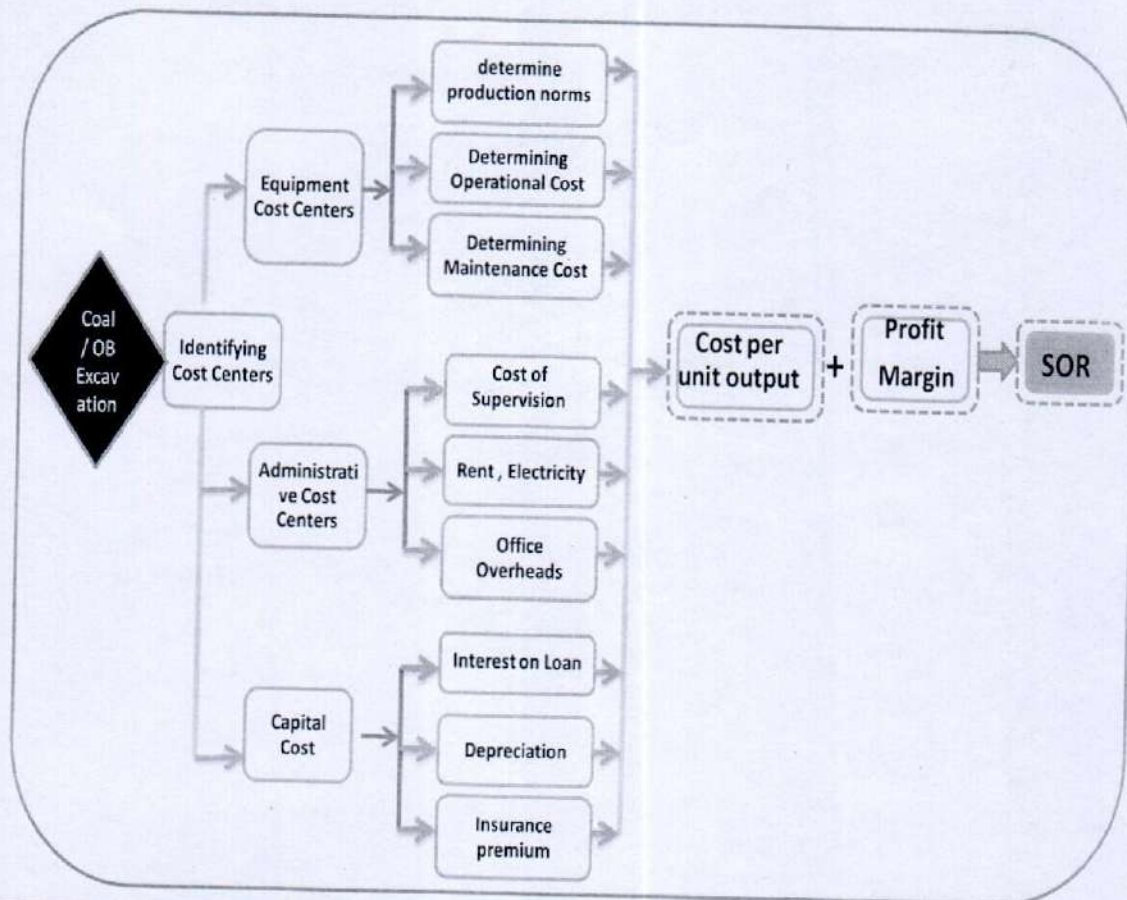 Coal
/ OB
Excav
ation
Identifying
Cost Centers
Equipment
Cost Centers
determine
production norms
Determining
Operational Cost
Determining
Maintenance Cost
Administrati
ve Cost
Centers
Cost of
Supervision
Rent , Electricity
Office
Overheads
Capital
Cost
Interest on Loan
Depreciation
Insurance
premium
Cost per
unit output
+
Profit
Margin
SOR